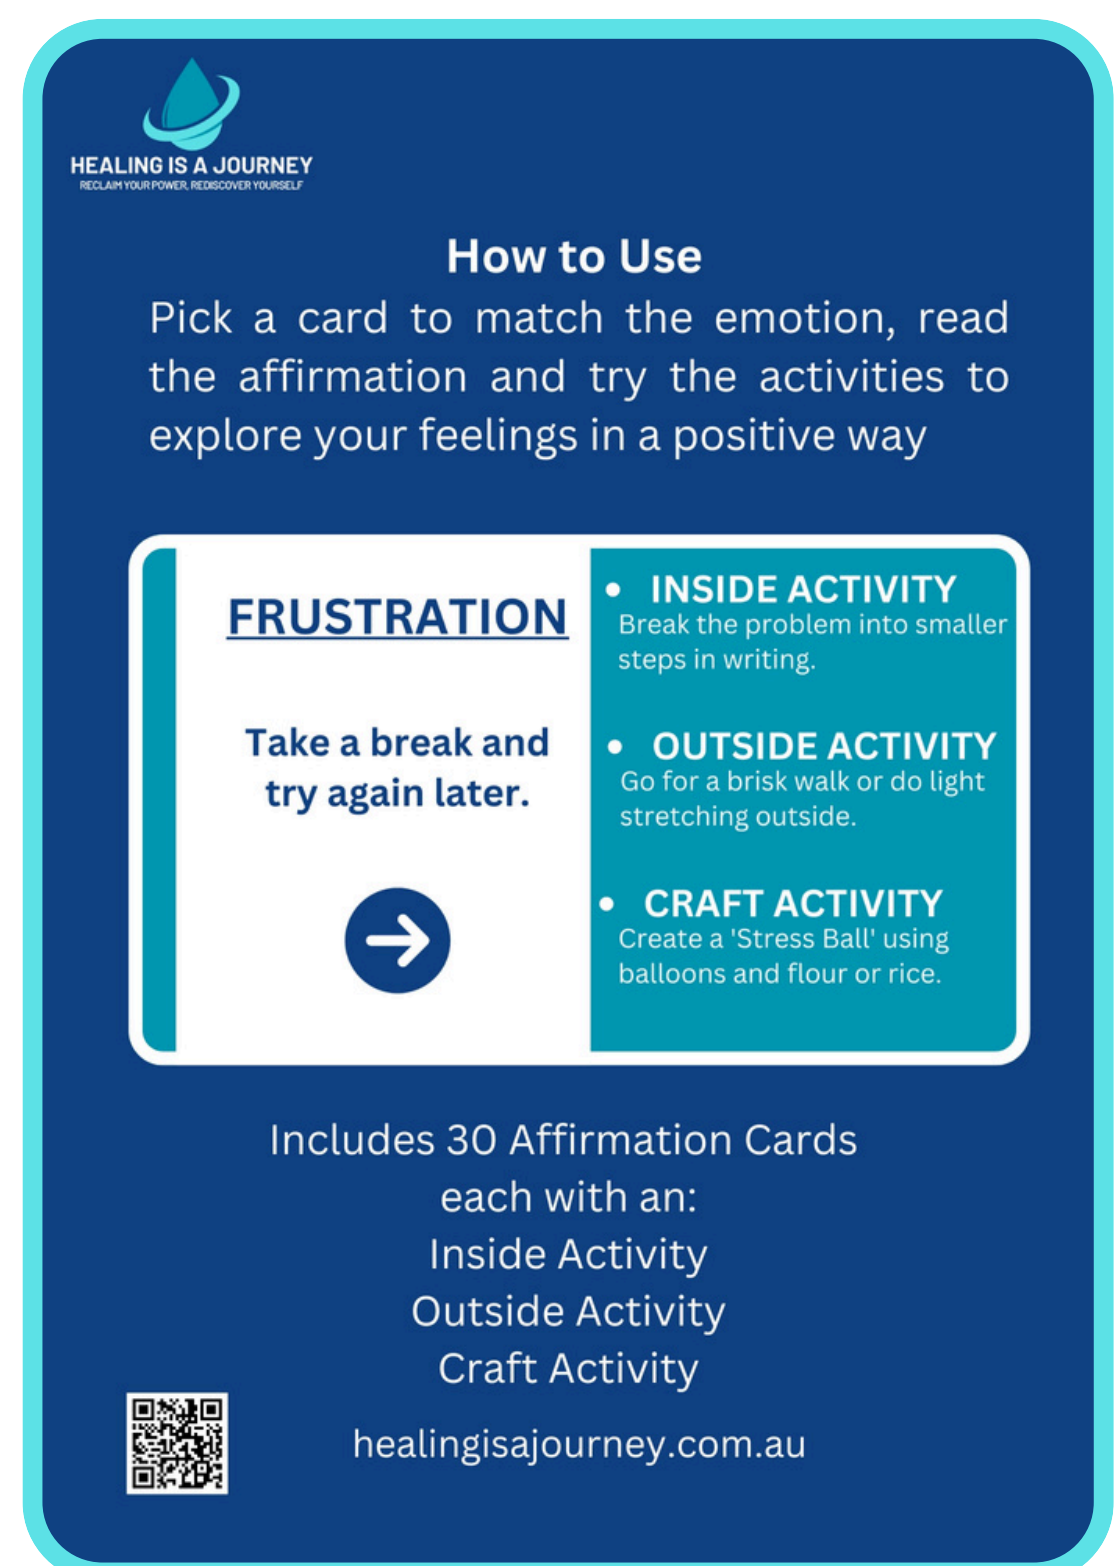 HEALING IS A JOURNEY
RECLAIM YOUR POWER, REDISCOVER YOURSELF
How to Use
Pick a card to match the emotion, read
the affirmation and try the activities to
explore your feelings in a positive way
FRUSTRATION
Take a break and
try again later.
• INSIDE ACTIVITY
Break the problem into smaller
steps in writing.
• OUTSIDE ACTIVITY
Go for a brisk walk or do light
stretching outside.
• CRAFT ACTIVITY
Create a 'Stress Ball' using
balloons and flour or rice.
Includes 30 Affirmation Cards
each with an:
Inside Activity
Outside Activity
Craft Activity
healingisajourney.com.au